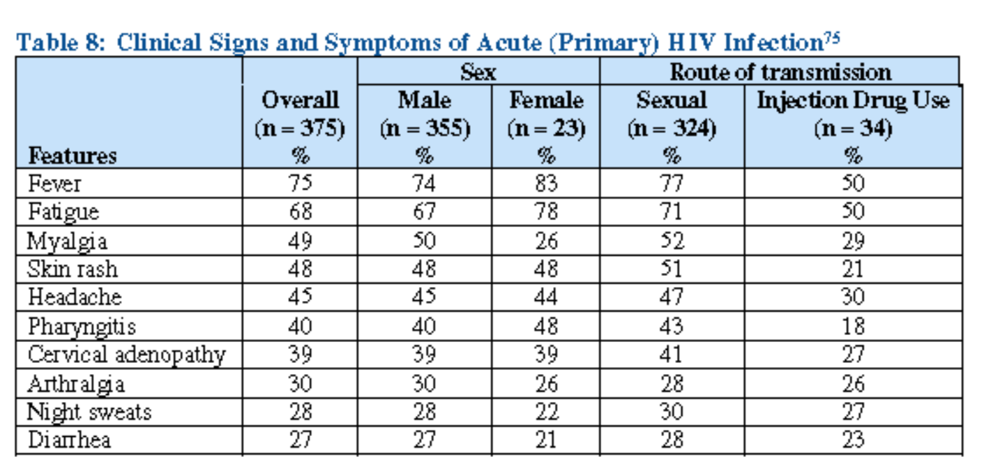 Table 8: Clinical Signs and Symptoms of Acute (Primary) HIV Infection75
Sex Route of transmission
Overall Male Female Sexual Injection Drug Use
(n = 375) (n = 355) (n = 23) (n = 324) (n = 34)
Features % % % % %
Fever 75 74 83 77 50
Fatigue 68 67 78 71 50
Myalgia 49 50 26 52 29
Skin rash 48 48 48 51 21
Headache 45 45 44 47 30
Pharyngitis 40 40 48 43 18
Cervical adenopathy 39 39 39 41 27
Arthralgia 30 30 26 28 26
Night sweats 28 28 22 30 27
Diarrhea 27 27 21 28 23